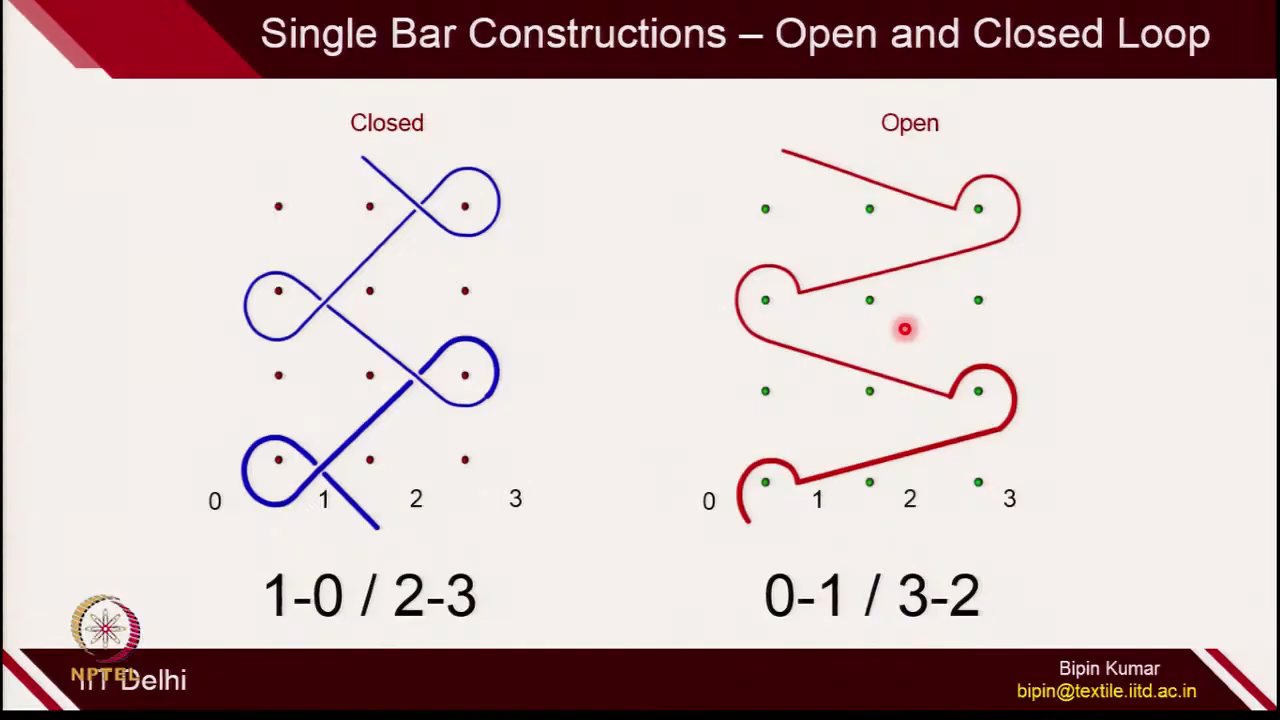 Single Bar Constructions – Open and Closed Loop
Closed
Open
0 1 2 3
0 1 2 3
1-0 / 2-3
0-1 / 3-2
NPTEL
IIT Delhi
Bipin Kumar
bipin@textile.iitd.ac.in